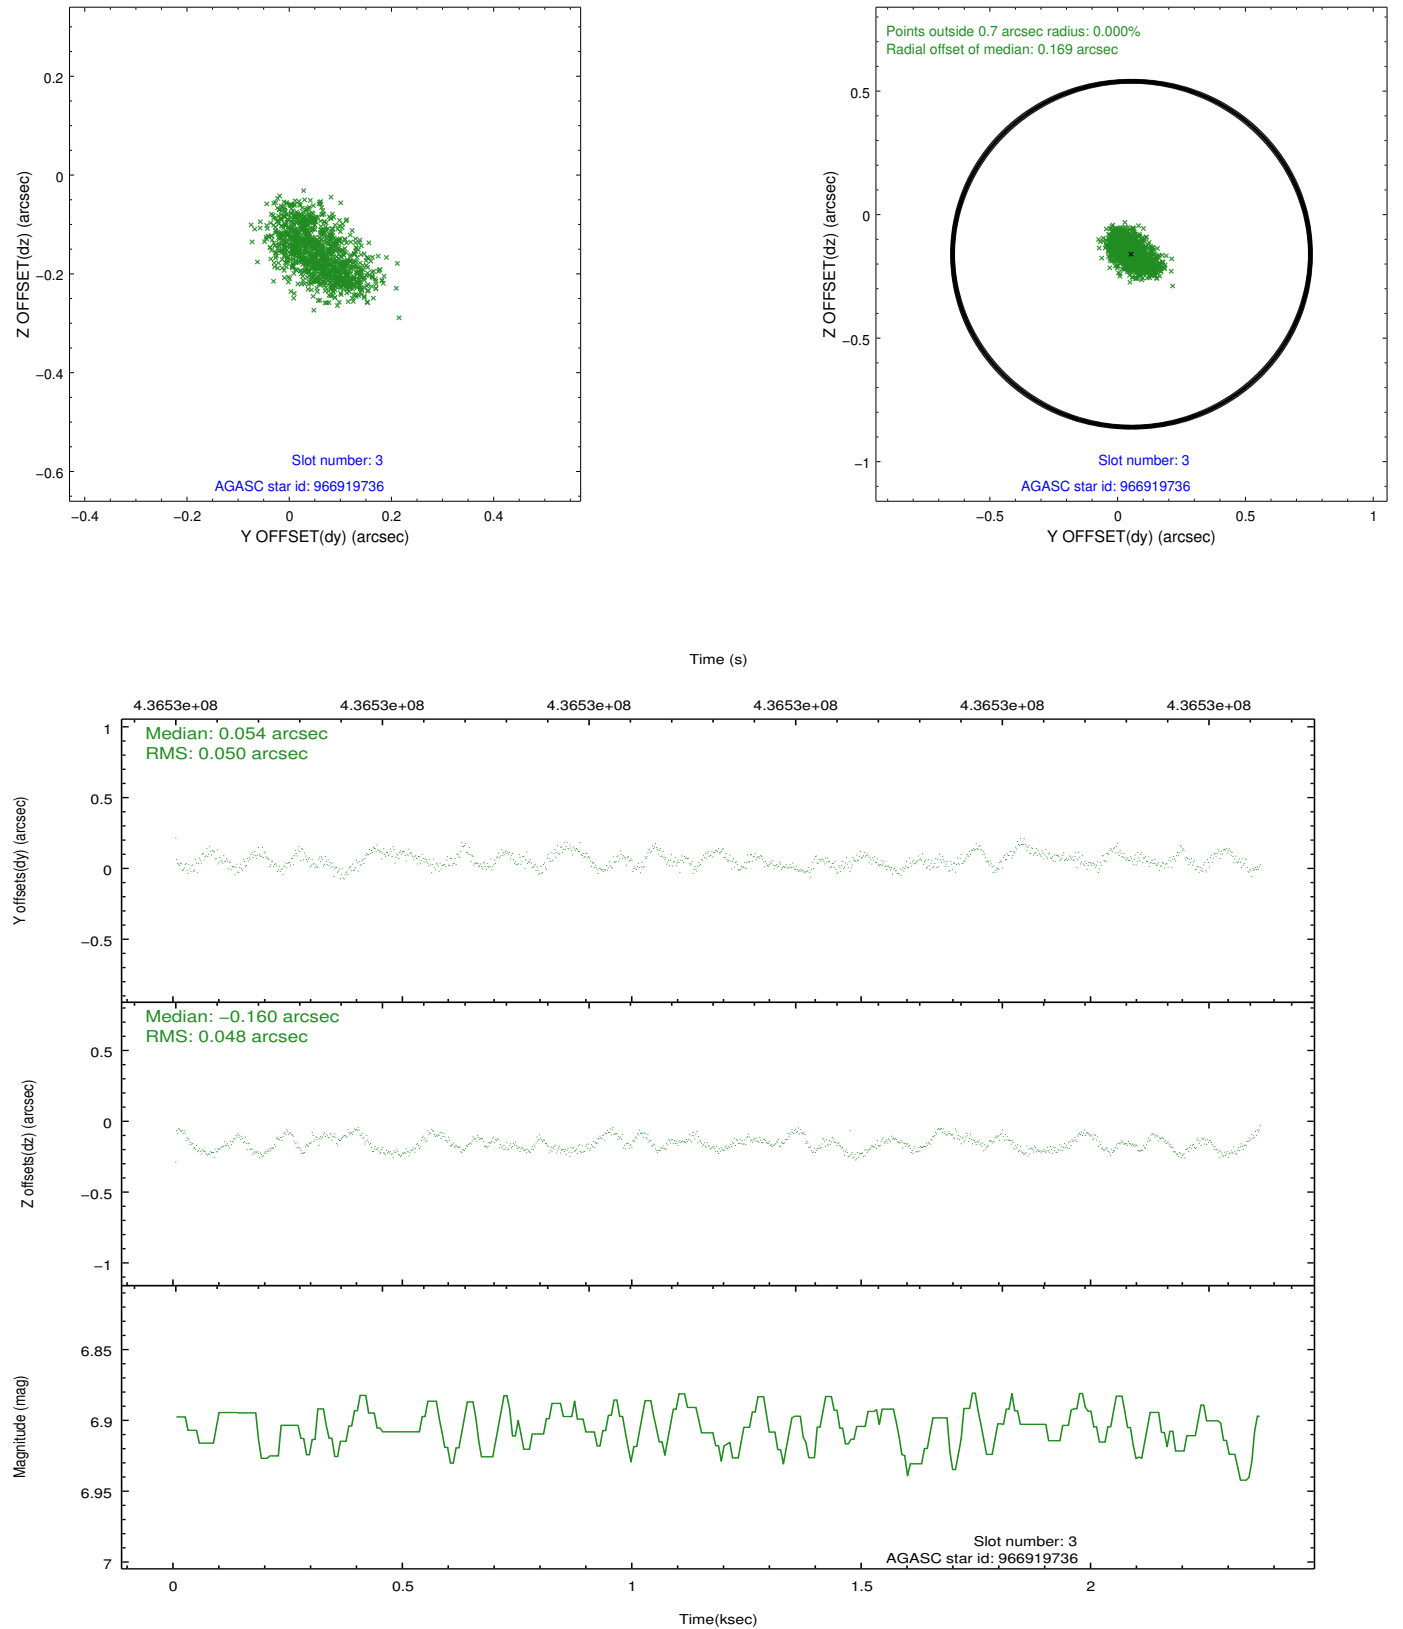 0.2
0
−0.2
−0.4
−0.6
Z OFFSET(dz) (arcsec)
Slot number: 3
AGASC star id: 966919736
−0.4
−0.2
0
0.2
0.4
Y OFFSET(dy) (arcsec)
Points outside 0.7 arcsec radius: 0.000%
Radial offset of median: 0.169 arcsec
0.5
0
−0.5
−1
Z OFFSET(dz) (arcsec)
Slot number: 3
AGASC star id: 966919736
−0.5
0
0.5
1
Y OFFSET(dy) (arcsec)
Time (s)
4.3653e+08
4.3653e+08
4.3653e+08
4.3653e+08
4.3653e+08
4.3653e+08
Median: 0.054 arcsec
RMS: 0.050 arcsec
1
0.5
0
−0.5
Y offsets(dy) (arcsec)
Median: −0.160 arcsec
RMS: 0.048 arcsec
0.5
0
−0.5
−1
Z offsets(dz) (arcsec)
6.85
6.9
6.95
7
Magnitude (mag)
Slot number: 3
AGASC star id: 966919736
0
0.5
1
1.5
2
Time(ksec)